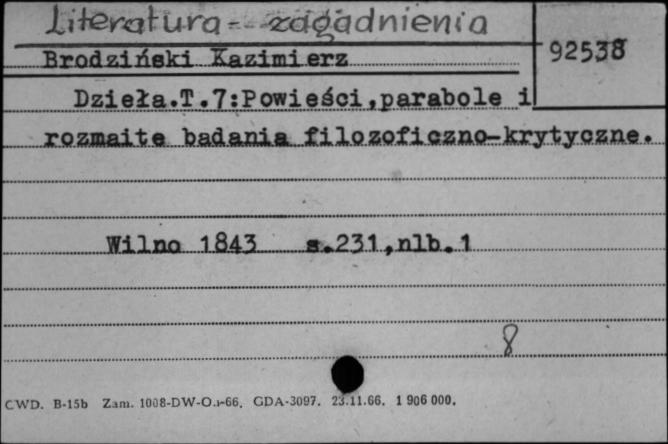 Literatura - zagadnienia
92538
Brodziński Kazimierz
Dzieła.T.7:Powieści,parabole i
rozmaite badania filozoficzno-krytyczne.
Wilno 1843 s.231,nlb.1
8
CWD. B-15b Zam. 1008-DW-O.i-66. GDA-3097. 23.11.66. 1 906 000.